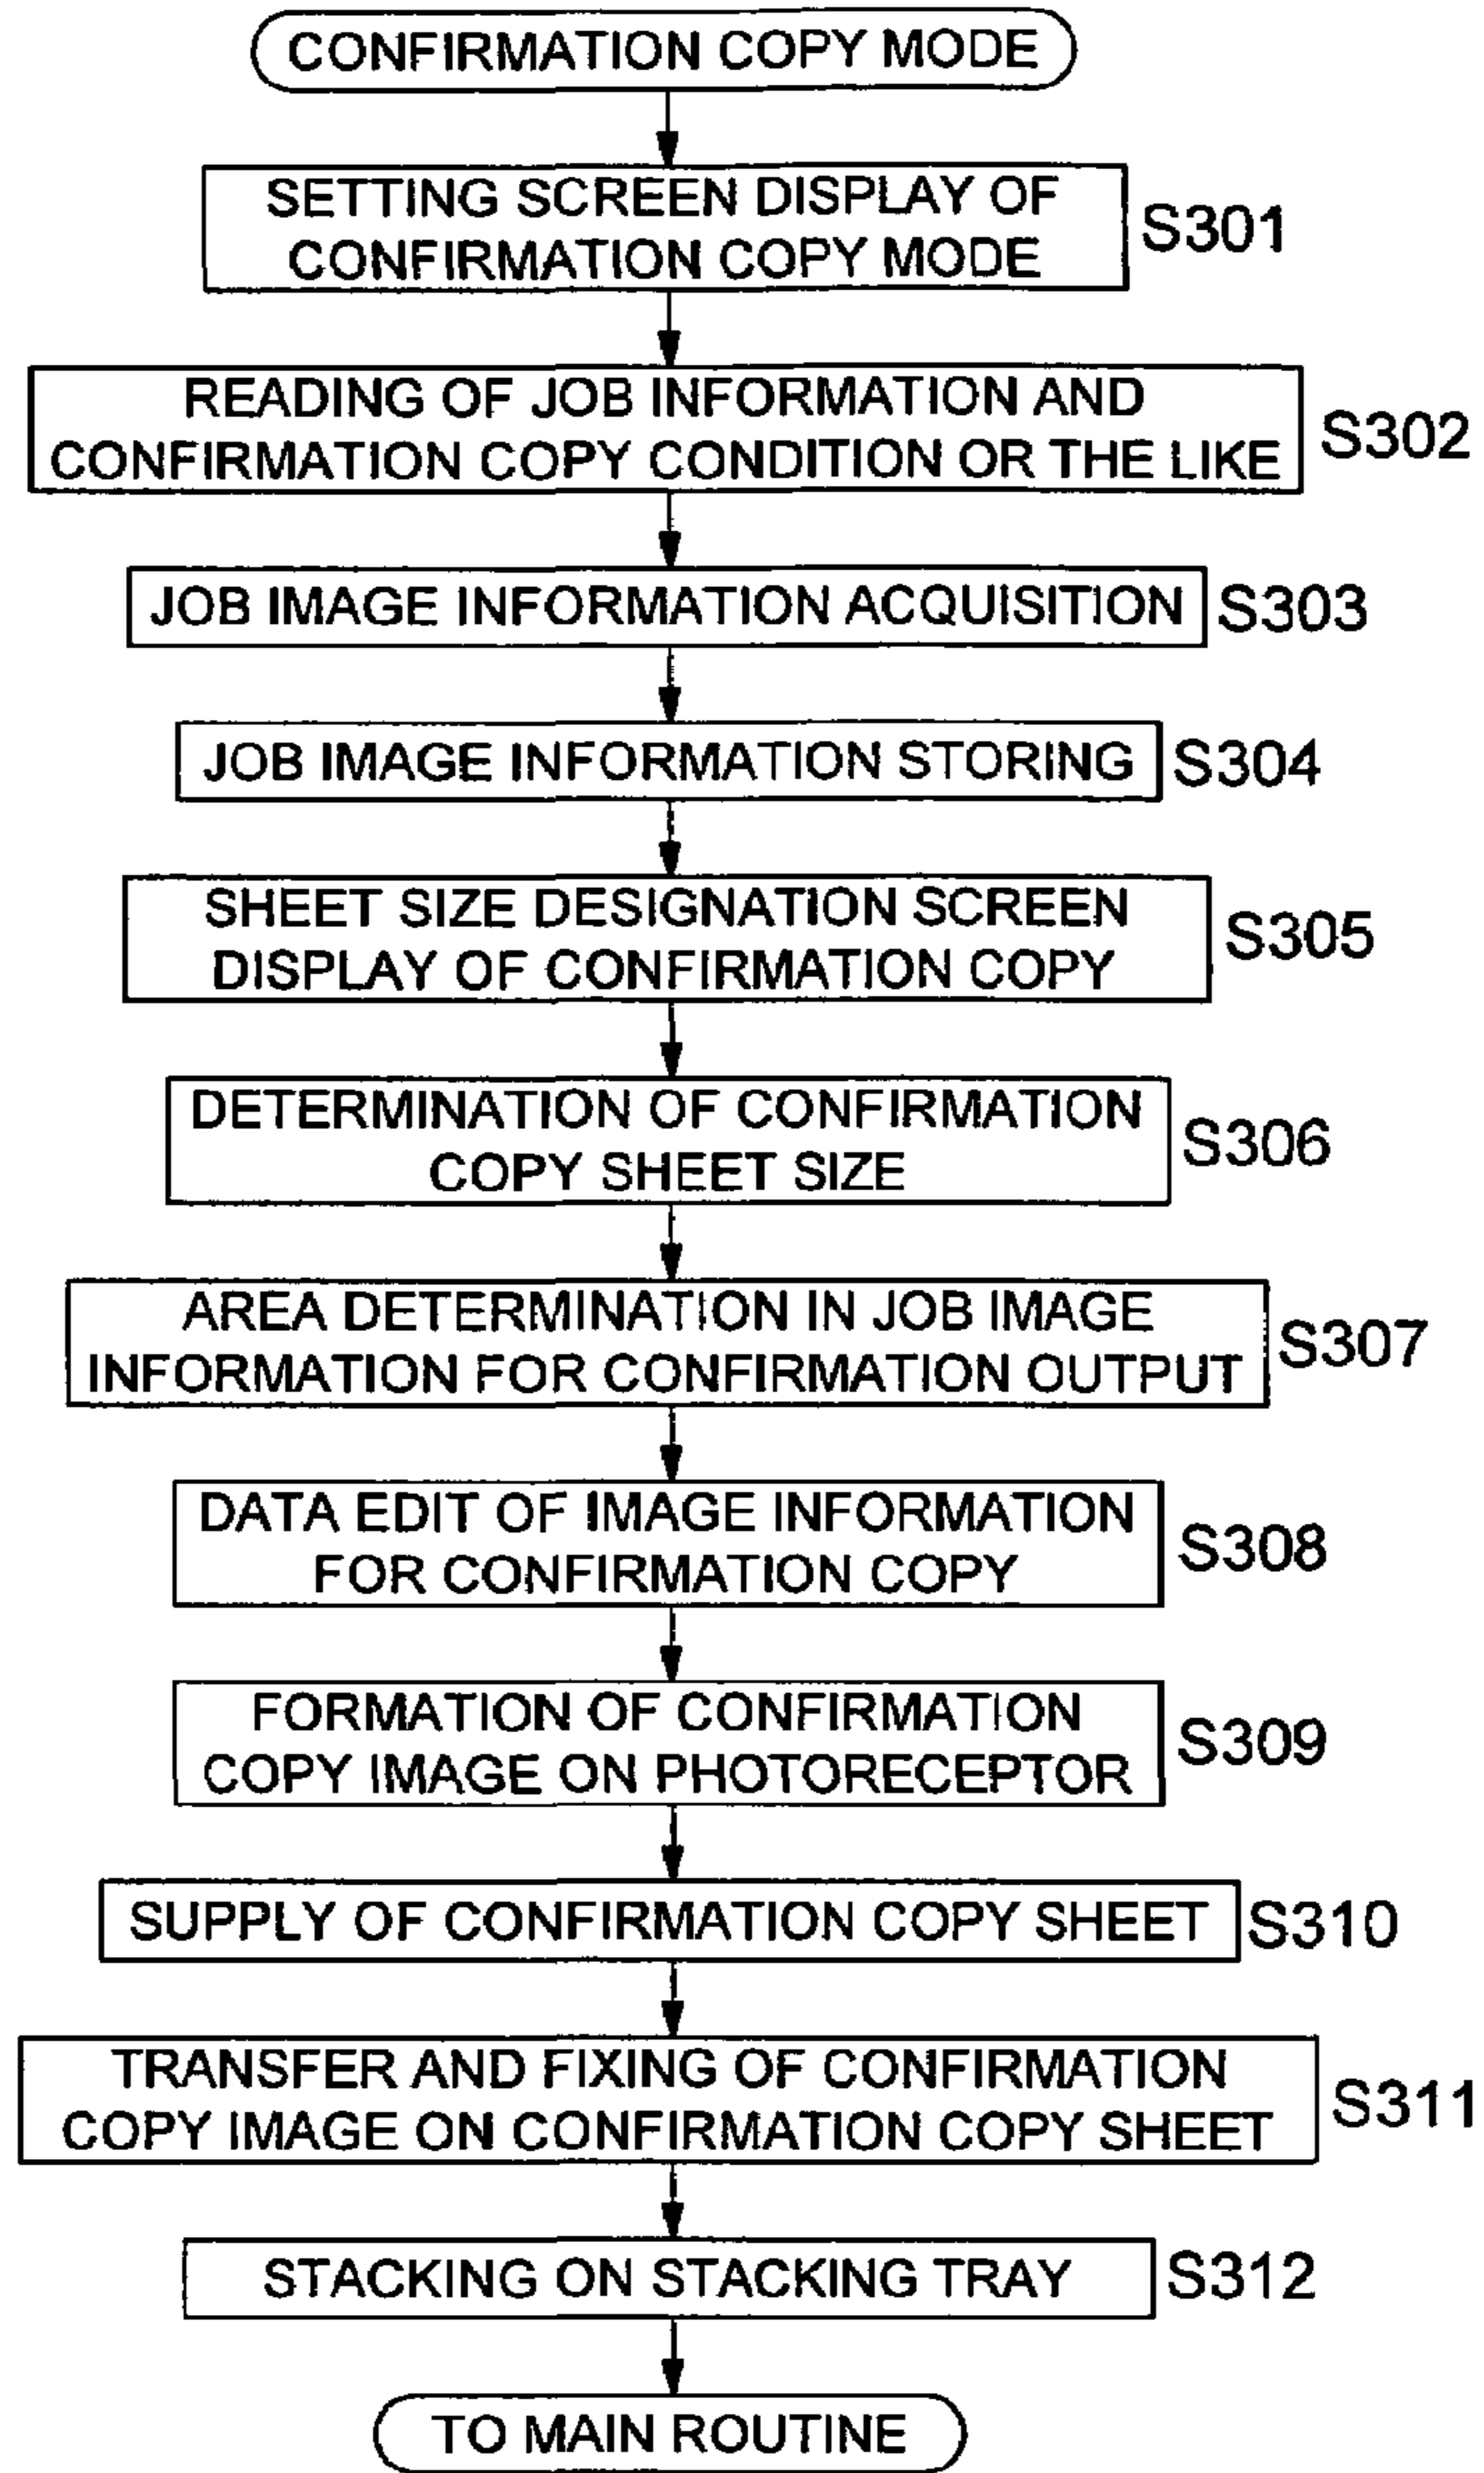 CONFIRMATION COPY MODE
SETTING SCREEN DISPLAY OF
CONFIRMATION COPY MODE
S301
READING OF JOB INFORMATION AND
CONFIRMATION COPY CONDITION OR THE LIKE
S302
JOB IMAGE INFORMATION ACQUISITION
S303
JOB IMAGE INFORMATION STORING
S304
SHEET SIZE DESIGNATION SCREEN
DISPLAY OF CONFIRMATION COPY
S305
DETERMINATION OF CONFIRMATION
COPY SHEET SIZE
S306
AREA DETERMINATION IN JOB IMAGE
INFORMATION FOR CONFIRMATION OUTPUT
S307
DATA EDIT OF IMAGE INFORMATION
FOR CONFIRMATION COPY
S308
FORMATION OF CONFIRMATION
COPY IMAGE ON PHOTORECEPTOR
S309
SUPPLY OF CONFIRMATION COPY SHEET
S310
TRANSFER AND FIXING OF CONFIRMATION
COPY IMAGE ON CONFIRMATION COPY SHEET
S311
STACKING ON STACKING TRAY
S312
TO MAIN ROUTINE